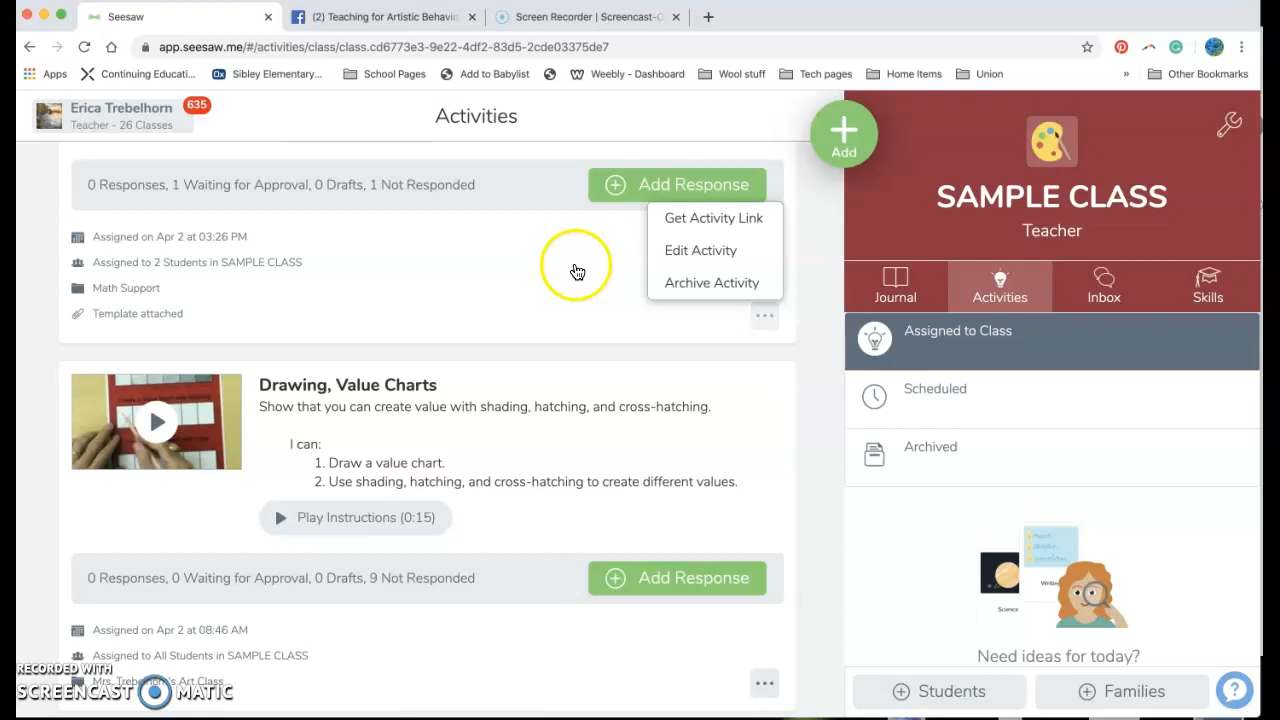 Seesaw
(2) Teaching for Artistic Behavi
Screen Recorder | Screencast-O
app.seesaw.me/#/activities/class/class.cd6773e3-9e22-4df2-83d5-2cde03375de7
Apps
Continuing Educati...
Sibley Elementary...
School Pages
Add to Babylist
Weebly - Dashboard
Wool stuff
Tech pages
Home Items
Union
»
Other Bookmarks
Erica Trebelhorn
635
Teacher - 26 Classes
Activities
Add
0 Responses, 1 Waiting for Approval, 0 Drafts, 1 Not Responded
Add Response
Get Activity Link
Edit Activity
Archive Activity
Assigned on Apr 2 at 03:26 PM
Assigned to 2 Students in SAMPLE CLASS
Math Support
Template attached
Drawing, Value Charts
Show that you can create value with shading, hatching, and cross-hatching.
I can:
1. Draw a value chart.
2. Use shading, hatching, and cross-hatching to create different values.
Play Instructions (0:15)
0 Responses, 0 Waiting for Approval, 0 Drafts, 9 Not Responded
Add Response
Assigned on Apr 2 at 08:46 AM
Assigned to All Students in SAMPLE CLASS
Mrs. Trebelhorn's Art Class
RECORDED WITH
SCREENCAST MATIC
SAMPLE CLASS
Teacher
Journal
Activities
Inbox
Skills
Assigned to Class
Scheduled
Archived
Science
Need ideas for today?
Students
Families
?